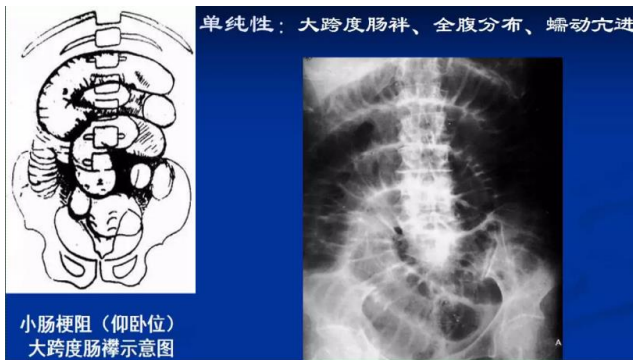 单纯性：大跨度肠袢、全腹分布、蠕动亢进
小肠梗阻（仰卧位）
大跨度肠襻示意图
A